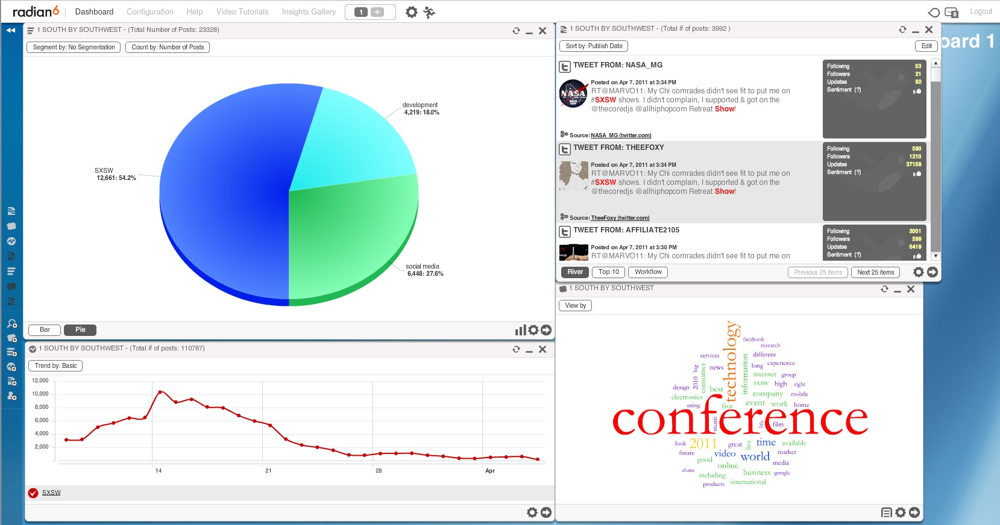 radian6
Dashboard
Configuration
Help
Video Tutorials
Insights Gallery
1
+
0
Logout
board 1
1 SOUTH BY SOUTHWEST - (Total Number of Posts: 23328)
Segment by: No Segmentation
Count by: Number of Posts
development
4,219: 18.0%
SXSW
12,661: 54.2%
social media
6,448: 27.6%
Bar
Pie
1 SOUTH BY SOUTHWEST - (Total # of posts: 110787)
Trend by: Basic
12,000
10,000
8,000
6,000
4,000
2,000
14
21
28
Apr
SXSW
1 SOUTH BY SOUTHWEST - (Total # of posts: 3992 )
Sort by: Publish Date
Edit
TWEET FROM: NASA_MG
Posted on Apr 7, 2011 at 3:34 PM
RT@MARVO11: My Chi comrades didn't see fit to put me on
#SXSW shows. I didn't complain, I supported & got on the
@thecoredjs @allhiphopcom Retreat Show!
Source: NASA_MG (twitter.com)
NASA
Following 53
Followers 21
Updates 92
Sentiment (?)
TWEET FROM: THEEFOXY
Posted on Apr 7, 2011 at 3:34 PM
RT@MARVO11: My Chi comrades didn't see fit to put me on
#SXSW shows. I didn't complain, I supported & got on the
@thecoredjs @allhiphopcom Retreat Show!
Source: TheeFoxy (twitter.com)
Following 590
Followers 1210
Updates 37159
Sentiment (?)
TWEET FROM: AFFILIATE2105
Posted on Apr 7, 2011 at 3:30 PM
RT@MARVO11: My Chi comrades didn't see fit to put me on
Following 2001
Followers 599
Updates 6419
Sentiment (?)
River
Top 10
Workflow
Previous 25 items
Next 25 items
1 SOUTH BY SOUTHWEST
View by
technology
facebook
research
services
different
information
big
consumer
news
long
experience
2010
internet
group
design
best
sxsw
high
right
electronics
company
mobile
using
free
event
work
home
conference
music
life
film
look
2011
great
live
time
available
future
video
world
market
good
online
media
share
including
business
google
products
international